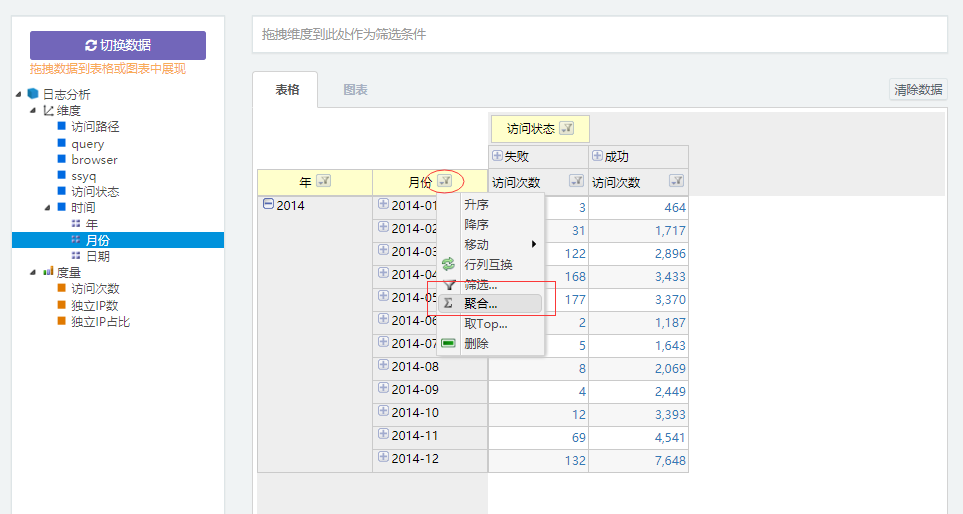 切换数据
拖拽数据到表格或图表中展现
日志分析
维度
访问路径
query
browser
ssyq
访问状态
时间
年
月份
日期
度量
访问次数
独立IP数
独立IP占比
拖拽维度到此处作为筛选条件
表格 图表 清除数据
访问状态
失败 成功
年 月份 访问次数 访问次数
2014 2014-01 3 464
2014-02 31 1,717
2014-03 122 2,896
2014-04 168 3,433
2014-05 177 3,370
2014-06 2 1,187
2014-07 5 1,643
2014-08 8 2,069
2014-09 4 2,449
2014-10 12 3,393
2014-11 69 4,541
2014-12 132 7,648
升序
降序
移动
行列互换
筛选...
Σ 聚合...
取Top...
删除